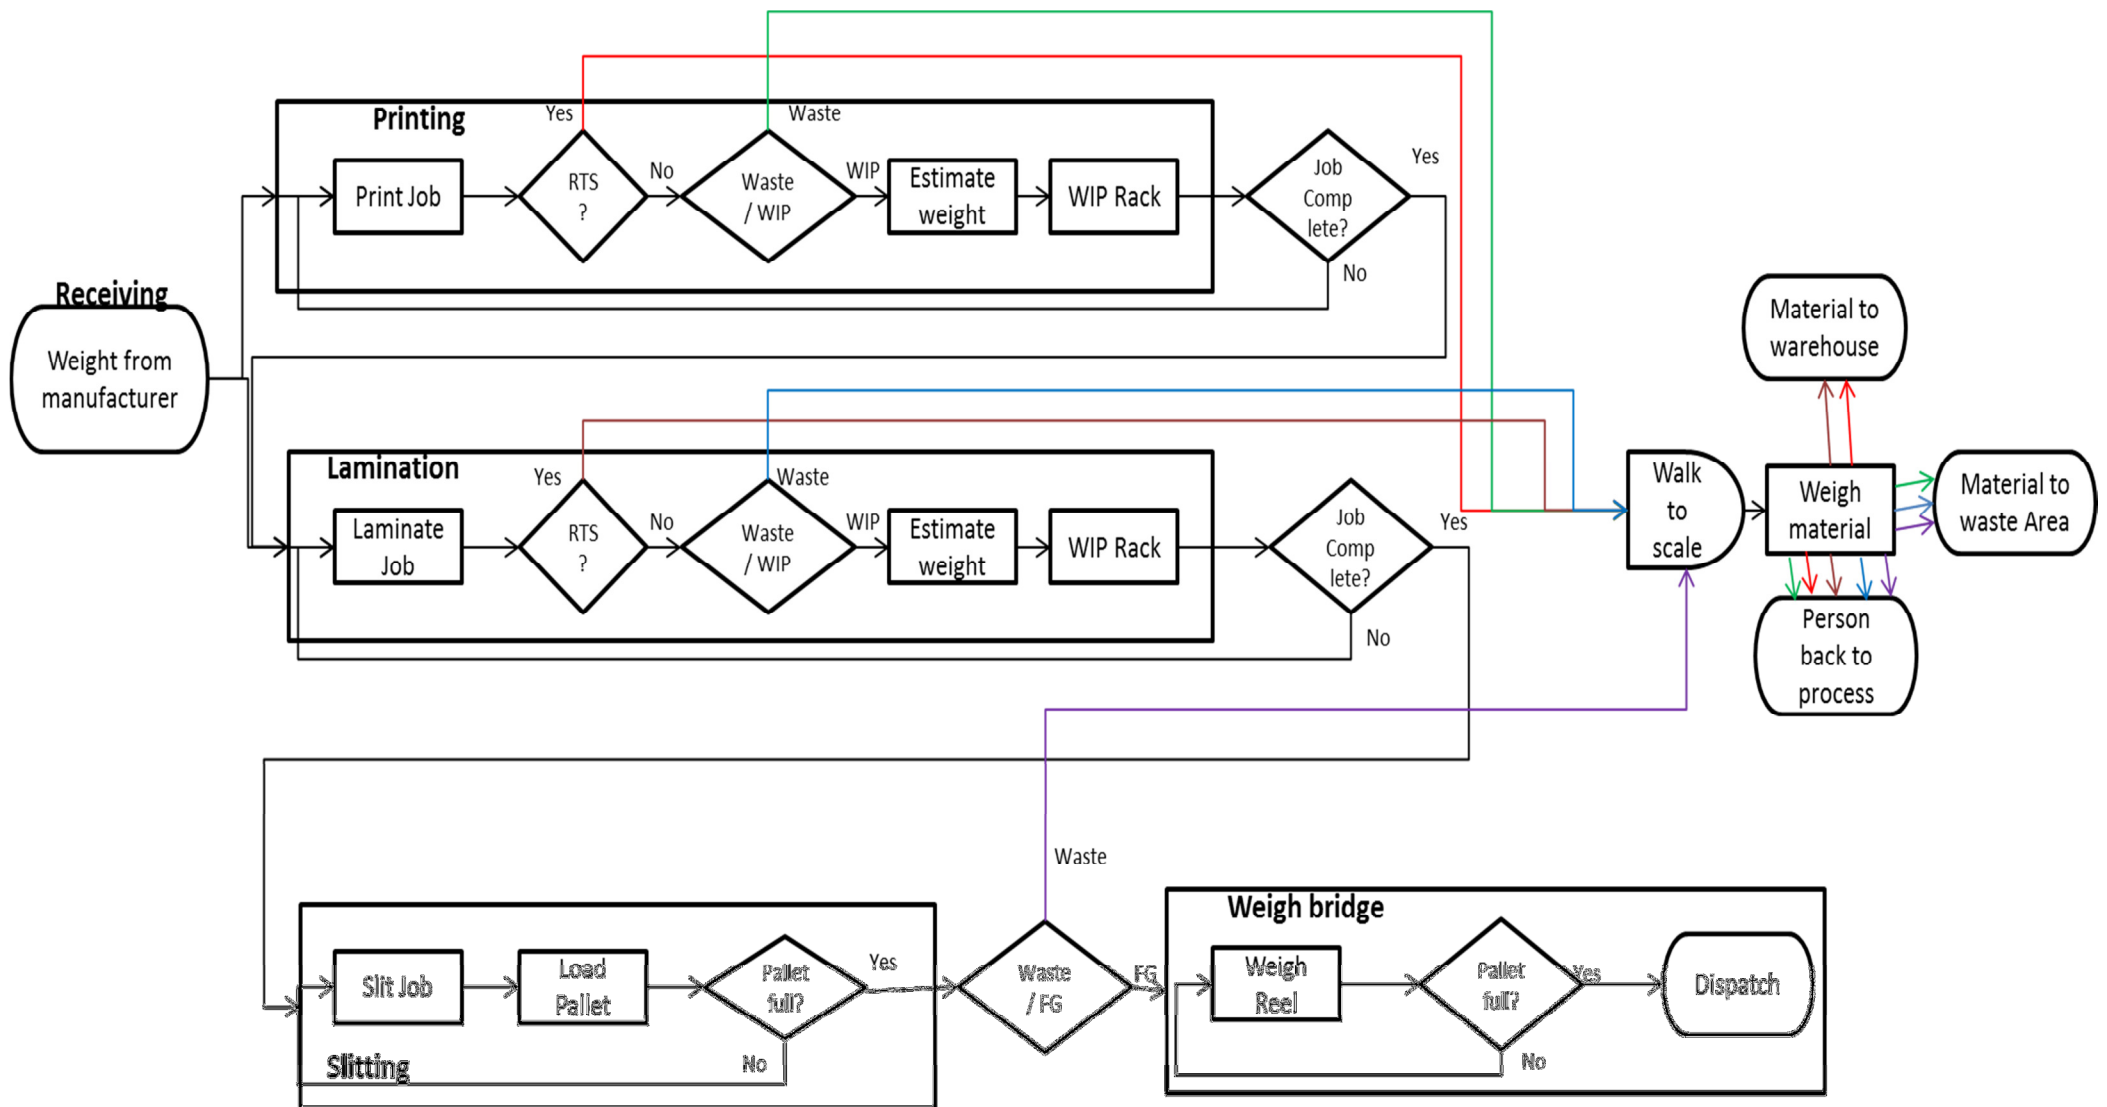 Printing
Yes
Waste
Print Job
RTS
?
No
Waste
/ WIP
WIP
Estimate
weight
WIP Rack
Job
Comp
lete?
Yes
No
Receiving
Weight from
manufacturer
Lamination
Yes
Waste
Laminate
Job
RTS
?
No
Waste
/ WIP
WIP
Estimate
weight
WIP Rack
Job
Comp
lete?
Yes
No
Walk
to
scale
Weigh
material
Material to
warehouse
Material to
waste Area
Person
back to
process
Slit Job
Load
Pallet
Pallet
full?
Yes
No
Slitting
Waste
Waste
/ FG
FG
Weigh bridge
Weigh
Reel
Pallet
full?
Yes
No
Dispatch